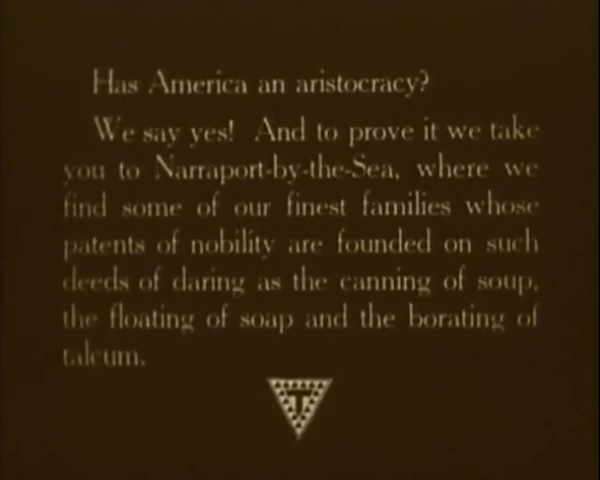 Has America an aristocracy?
We say yes! And to prove it we take
you to Narraport-by-the-Sea, where we
find some of our finest families whose
patents of nobility are founded on such
deeds of daring as the canning of soup,
the floating of soap and the borating of
talcum.
T